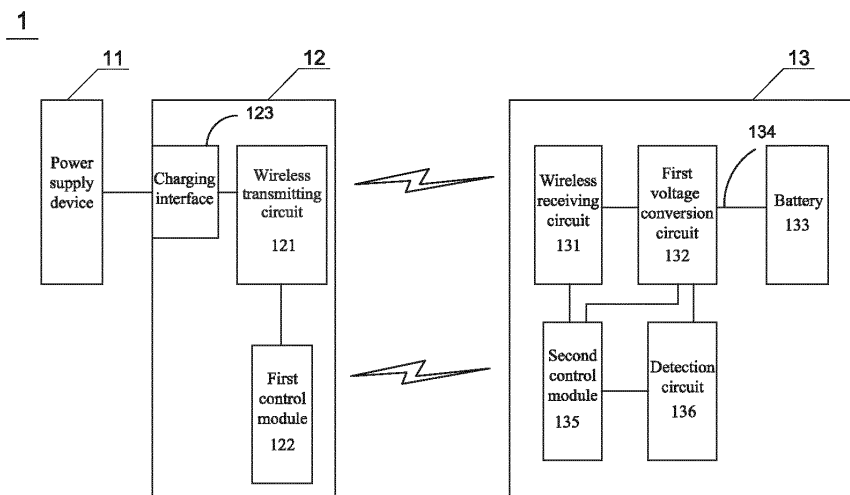 1
11
12
13
123
134
Power
supply
device
Charging
interface
Wireless
transmitting
circuit
121
Wireless
receiving
circuit
131
First
voltage
conversion
circuit
132
Battery
133
First
control
module
122
Second
control
module
135
Detection
circuit
136